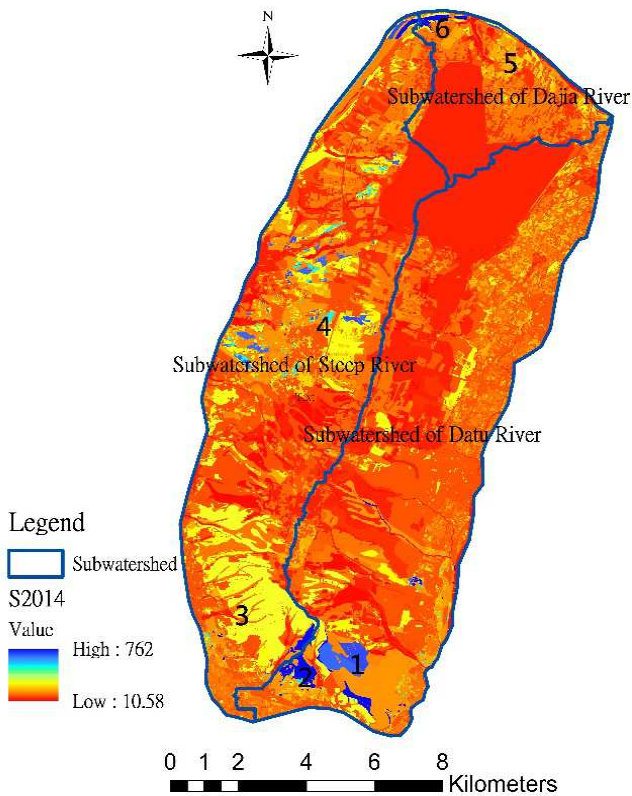 N
6
5
Subwatershed of Dajia River
4
Subwatershed of Steep River
Subwatershed of Datu River
Legend
Subwatershed
S2014
Value
High : 762
Low : 10.58
3
1
2
0 1 2 4 6 8
Kilometers